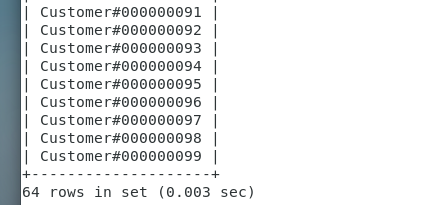 | Customer#000000091 |
| Customer#000000092 |
| Customer#000000093 |
| Customer#000000094 |
| Customer#000000095 |
| Customer#000000096 |
| Customer#000000097 |
| Customer#000000098 |
| Customer#000000099 |
+--------------------+
64 rows in set (0.003 sec)